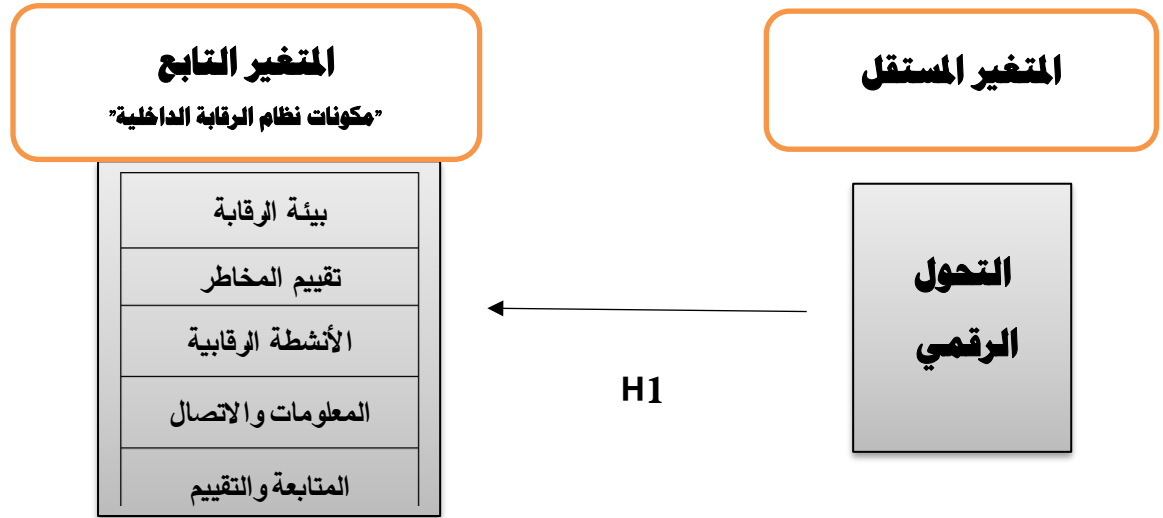 المتغير المستقل
المتغير التابع
"مكونات نظام الرقابة الداخلية"
التحول
الرقمي
H1
بيئة الرقابة
تقييم المخاطر
الأنشطة الرقابية
المعلومات والاتصال
المتابعة والتقييم